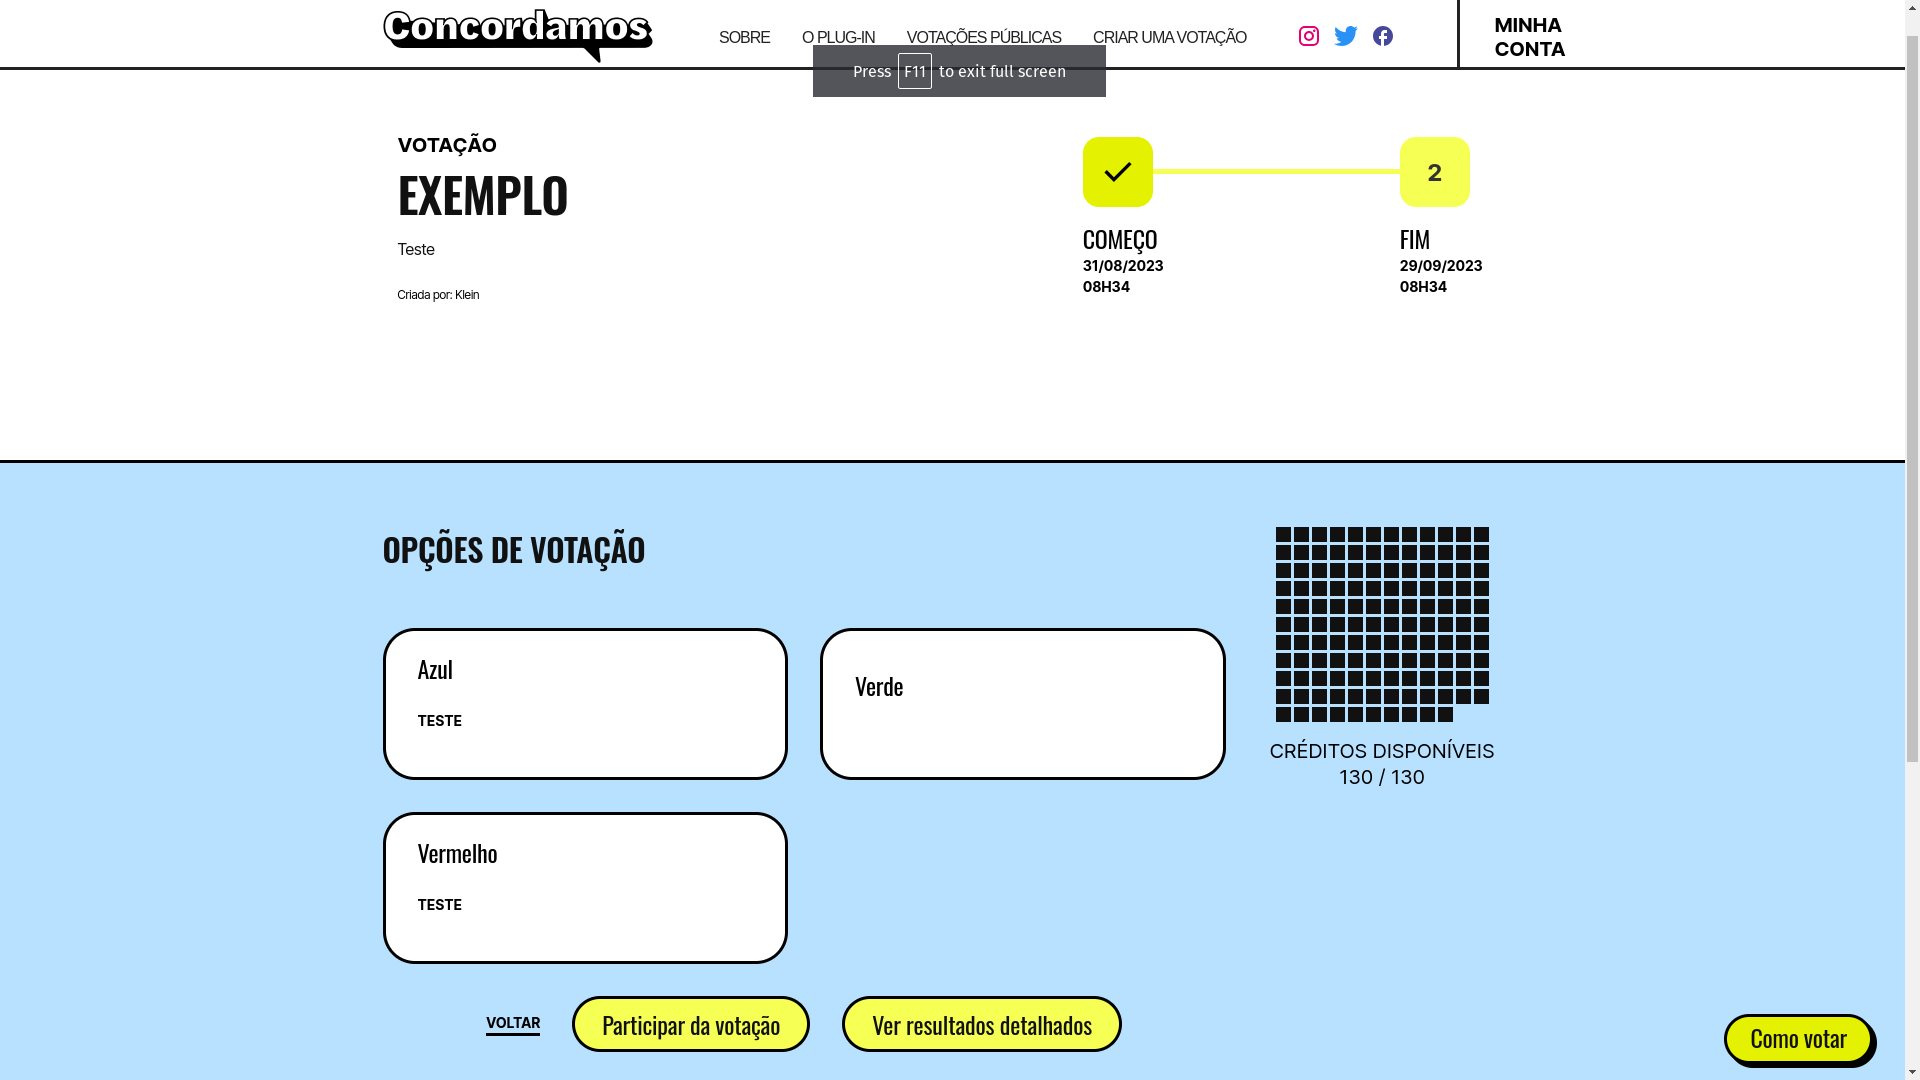 Concordamos
SOBRE
O PLUG-IN
VOTAÇÕES PÚBLICAS
CRIAR UMA VOTAÇÃO
MINHA
CONTA
Press F11 to exit full screen
VOTAÇÃO
EXEMPLO
Teste
Criada por: Klein
2
COMEÇO
31/08/2023
08H34
FIM
29/09/2023
08H34
OPÇÕES DE VOTAÇÃO
Azul
TESTE
Verde
Vermelho
TESTE
CRÉDITOS DISPONÍVEIS
130 / 130
VOLTAR
Participar da votação
Ver resultados detalhados
Como votar